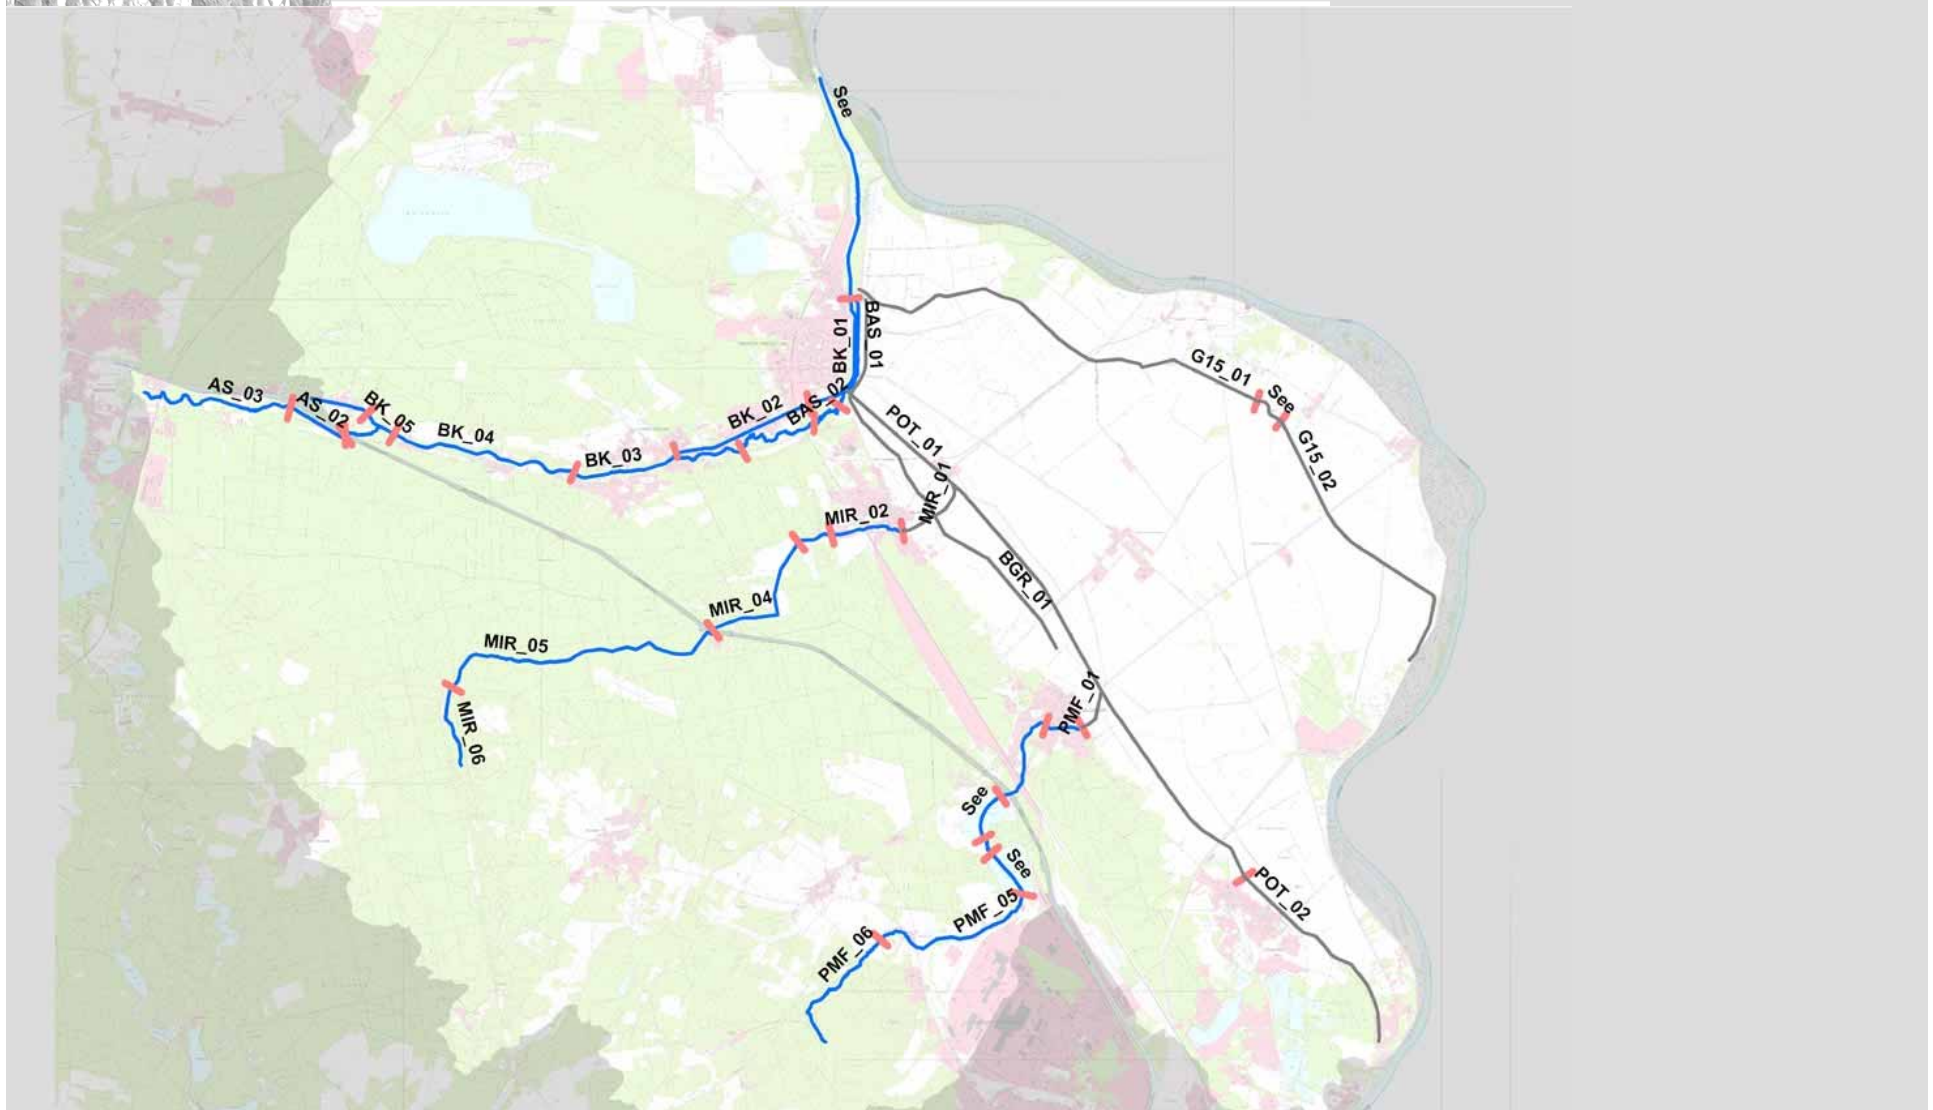 See
BAS_01
BK_01
G15_01
See
AS_03
AS_02
BK_05
BK_04
BK_02
BAS_02
POT_01
BK_03
G15_02
MIR_01
MIR_02
BGR_01
MIR_04
MIR_05
MIR_06
PMF_01
See
See
POT_02
PMF_05
PMF_06